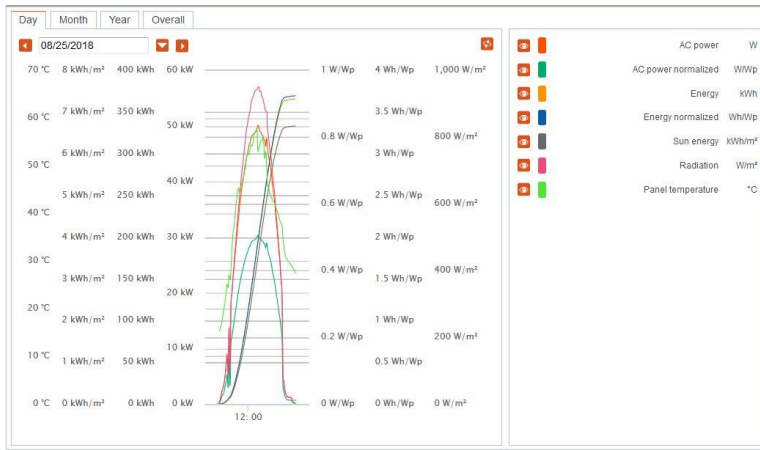 Day Month Year Overall
08/25/2018
70 °C 8 kWh/m² 400 kWh 60 kW 1 W/Wp 4 Wh/Wp 1,000 W/m²
60 °C 7 kWh/m² 350 kWh 3.5 Wh/Wp
50 kW
0.8 W/Wp 800 W/m²
6 kWh/m² 300 kWh 3 Wh/Wp
50 °C
40 kW
5 kWh/m² 250 kWh 2.5 Wh/Wp
0.6 W/Wp 600 W/m²
40 °C
4 kWh/m² 200 kWh 30 kW 2 Wh/Wp
30 °C
0.4 W/Wp 400 W/m²
3 kWh/m² 150 kWh 1.5 Wh/Wp
20 kW
20 °C
2 kWh/m² 100 kWh 1 Wh/Wp
0.2 W/Wp 200 W/m²
10 kW
10 °C
1 kWh/m² 50 kWh 0.5 Wh/Wp
0 °C 0 kWh/m² 0 kWh 0 kW 0 W/Wp 0 Wh/Wp 0 W/m²
12:00
AC power W
AC power normalized W/Wp
Energy kWh
Energy normalized Wh/Wp
Sun energy kWh/m²
Radiation W/m²
Panel temperature °C